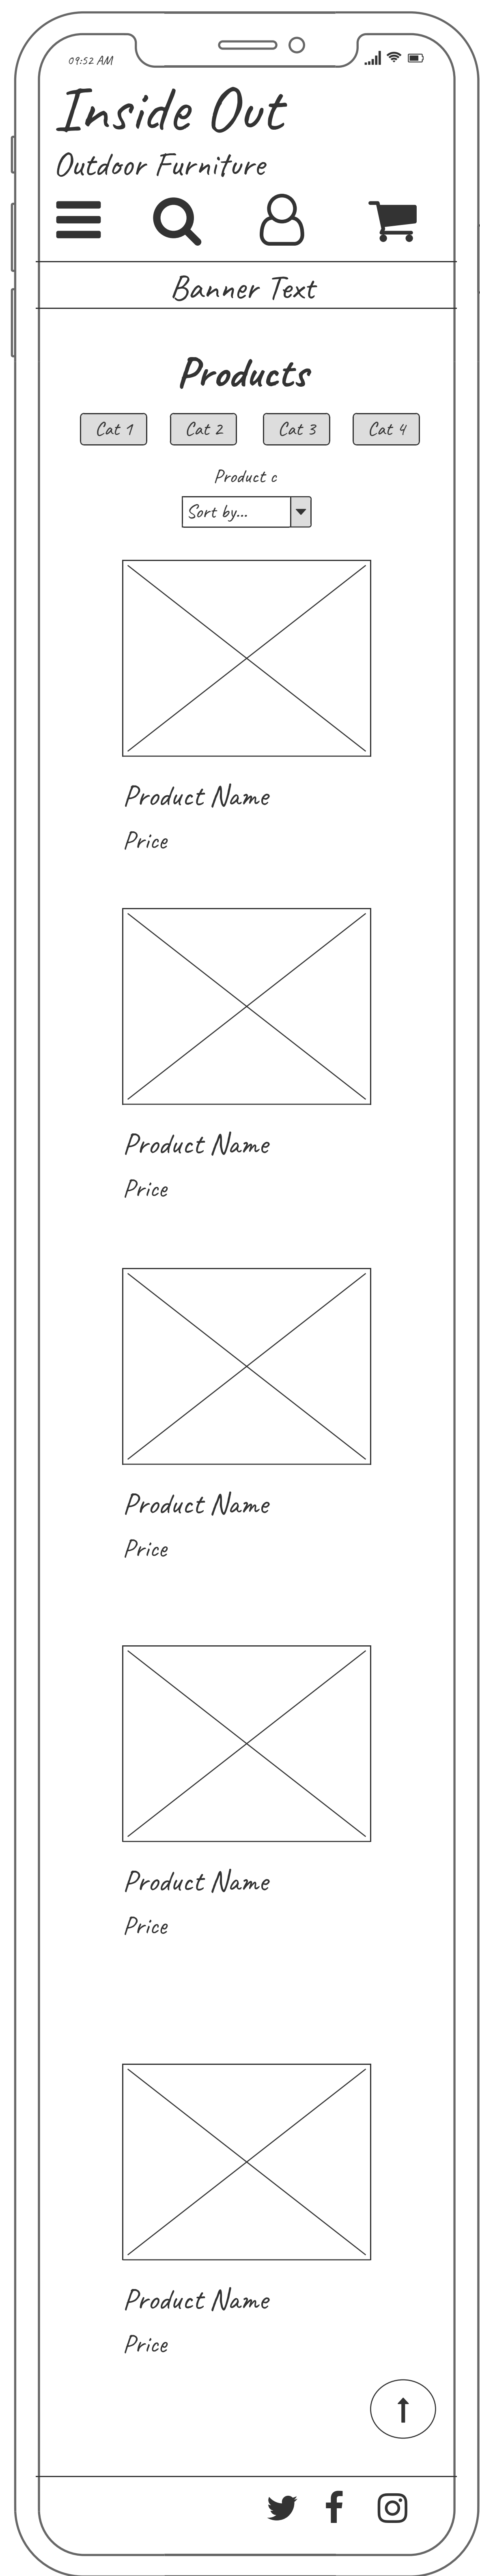 09:52 AM
Inside Out
Outdoor Furniture
Banner Text
Products
Cat 1 Cat 2 Cat 3 Cat 4
Product c
Sort by...
Product Name
Price
Product Name
Price
Product Name
Price
Product Name
Price
Product Name
Price